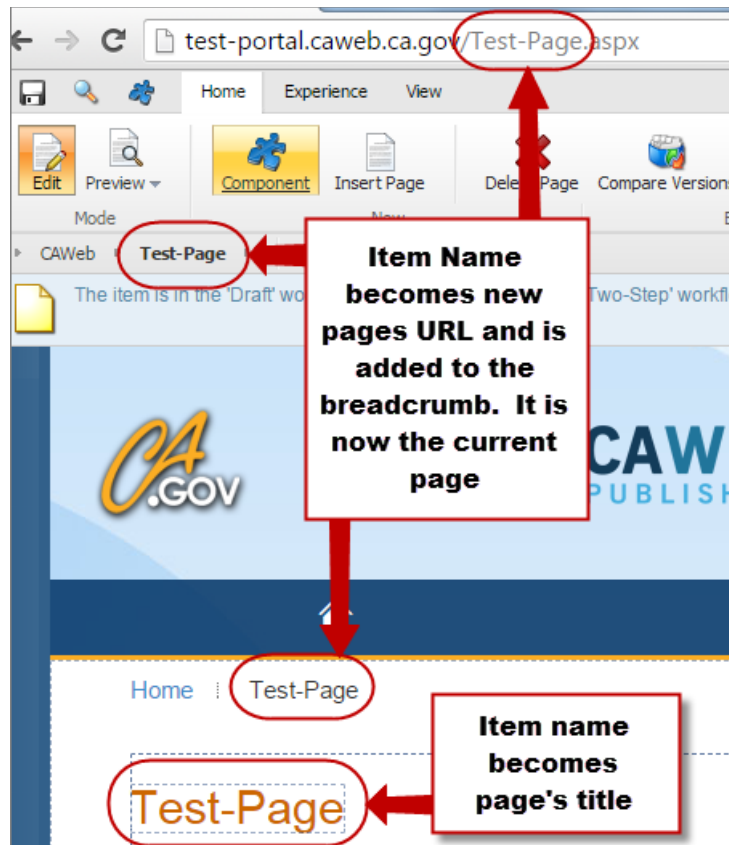 test-portal.caweb.ca.gov/Test-Page.aspx
Home Experience View
Edit Preview Component Insert Page Delete Page Compare Versions
Mode
CAWeb Test-Page
The item is in the 'Draft' Two-Step'
Item Name
becomes new
pages URL and is
added to the
breadcrumb. It is
now the current
page
CA
.GOV
CAW
PUBLISH
Home Test-Page
Item name
becomes
page's title
Test-Page